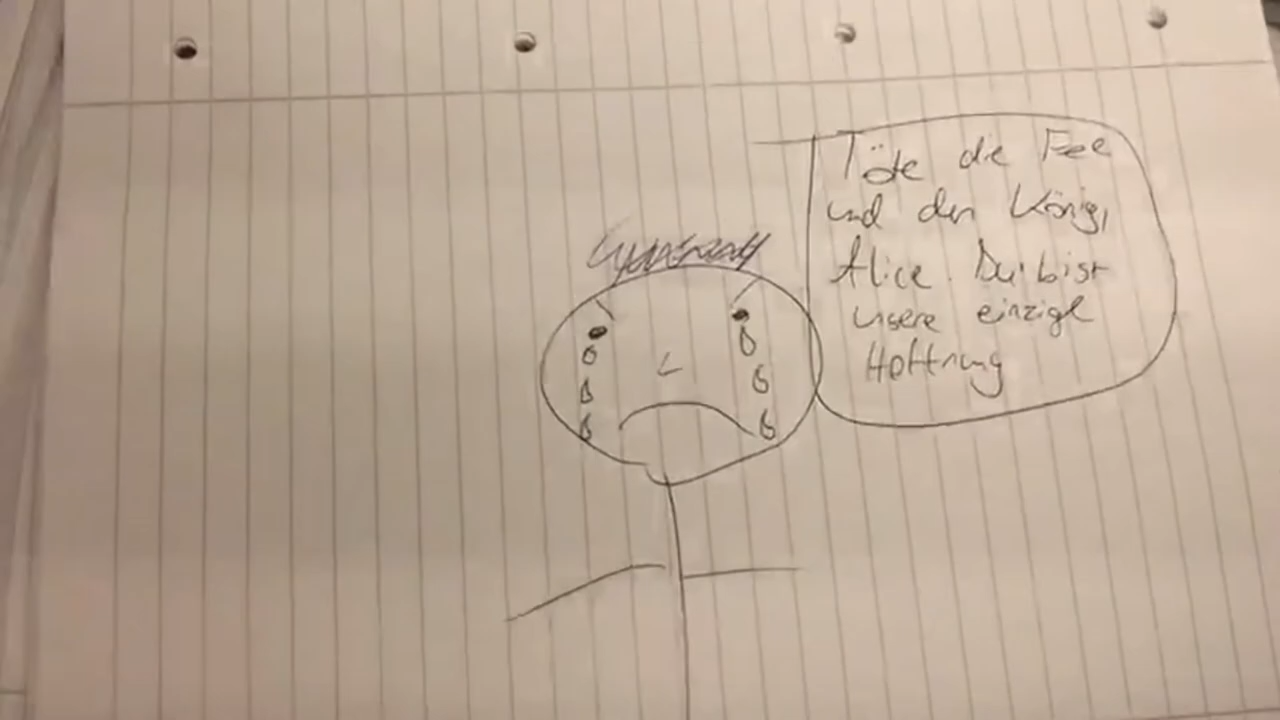 Töte die Fee
und den König,
Alice. Du bist
unsere einzige
Hoffnung